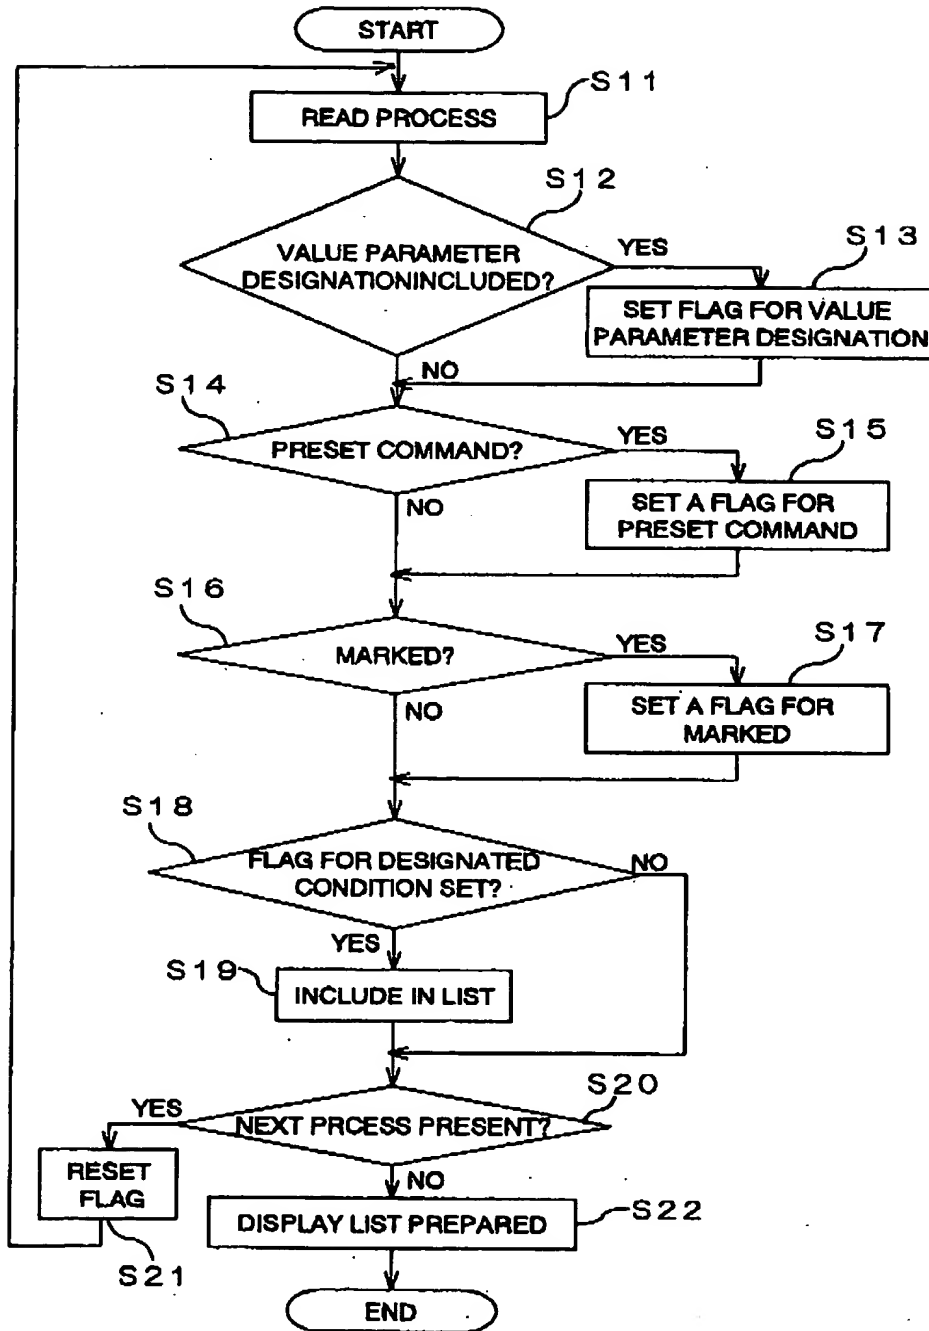 START
S11
READ PROCESS
S12
VALUE PARAMETER
DESIGNATIONINCLUDED?
YES
S13
SET FLAG FOR VALUE
PARAMETER DESIGNATION
NO
S14
PRESET COMMAND?
YES
S15
SET A FLAG FOR
PRESET COMMAND
NO
S16
MARKED?
YES
S17
SET A FLAG FOR
MARKED
NO
S18
FLAG FOR DESIGNATED
CONDITION SET?
NO
YES
S19
INCLUDE IN LIST
S20
YES
NEXT PRCESS PRESENT?
RESET
FLAG
S21
NO
DISPLAY LIST PREPARED
S22
END